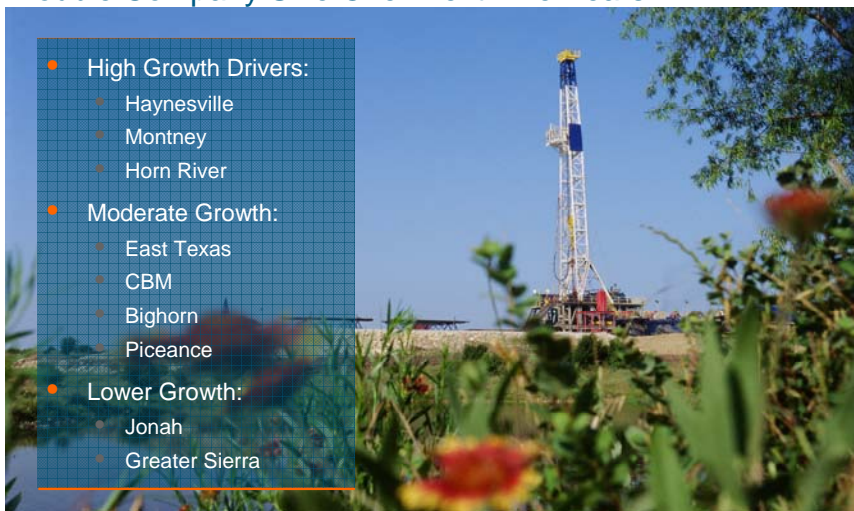 High Growth Drivers:
Haynesville
Montney
Horn River
Moderate Growth:
East Texas
CBM
Bighorn
Piceance
Lower Growth:
Jonah
Greater Sierra